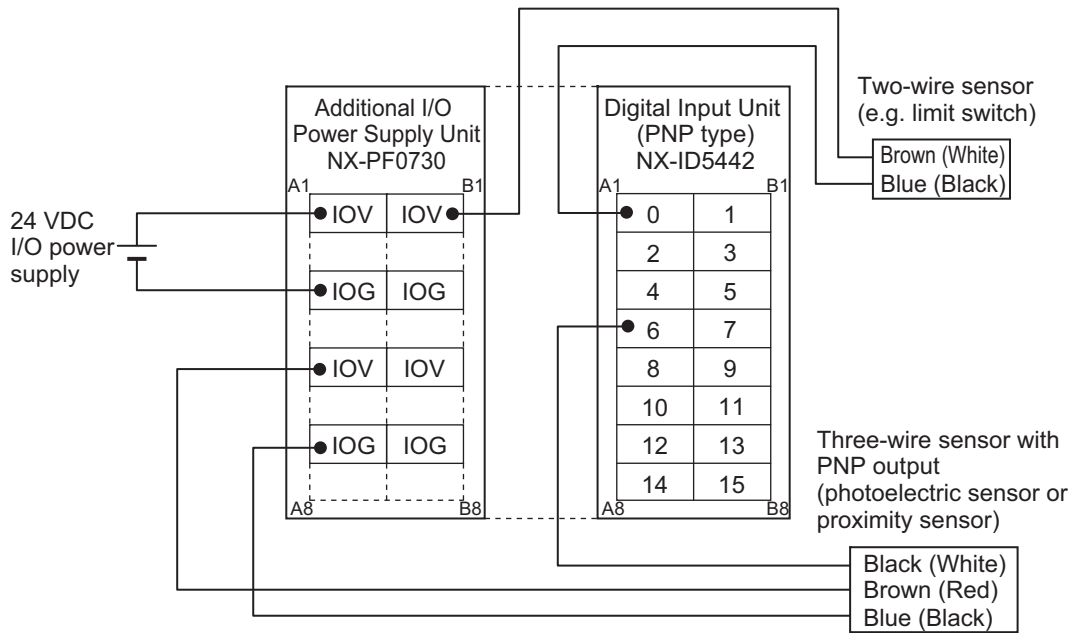 Additional I/O
Power Supply Unit
NX-PF0730
A1
B1
IOV
IOV
IOG
IOG
IOV
IOV
IOG
IOG
A8
B8
24 VDC
I/O power
supply
Digital Input Unit
(PNP type)
NX-ID5442
A1
B1
0
1
2
3
4
5
6
7
8
9
10
11
12
13
14
15
A8
B8
Two-wire sensor
(e.g. limit switch)
Brown (White)
Blue (Black)
Three-wire sensor with
PNP output
(photoelectric sensor or
proximity sensor)
Black (White)
Brown (Red)
Blue (Black)